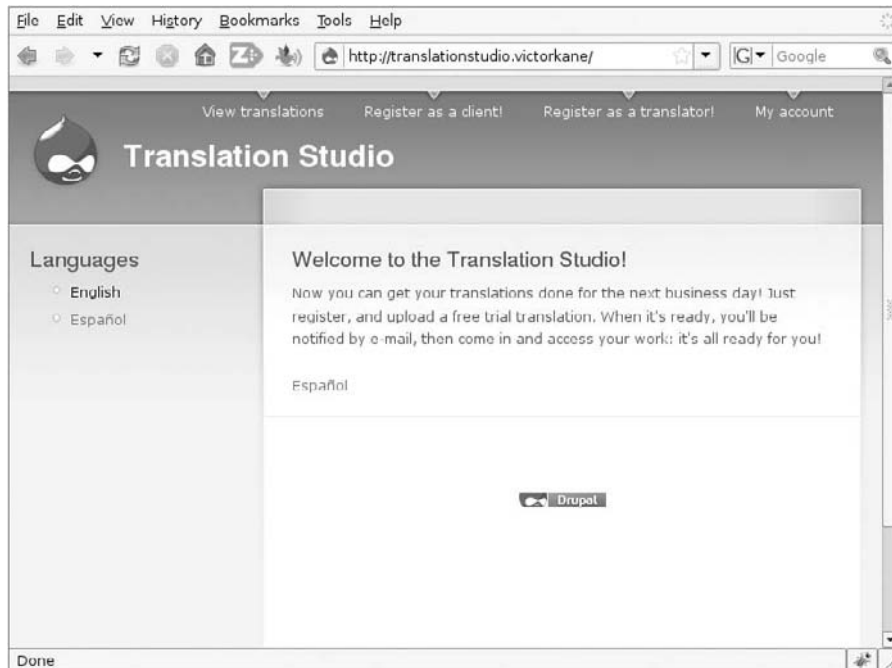 File Edit View History Bookmarks Tools Help
http://translationstudio.victorkane/
G Google
View translations Register as a client! Register as a translator! My account
Translation Studio
Languages
English
Español
Welcome to the Translation Studio!
Now you can get your translations done for the next business day! Just
register, and upload a free trial translation. When it's ready, you'll be
notified by e-mail, then come in and access your work: it's all ready for you!
Español
Drupal
Done